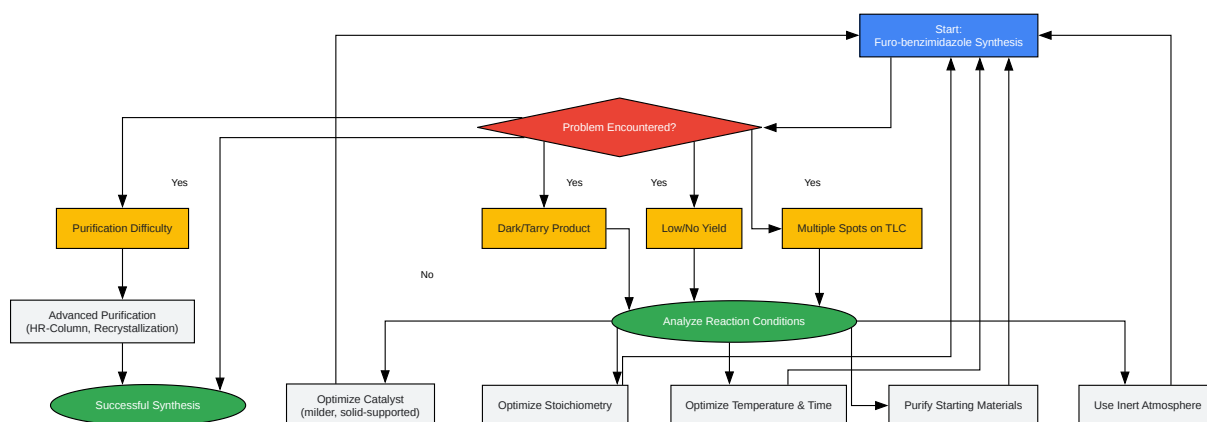 Start:
Furo-benzimidazole Synthesis
Problem Encountered?
Yes
Yes
Yes
Yes
Purification Difficulty
Dark/Tarry Product
Low/No Yield
Multiple Spots on TLC
No
Advanced Purification
(HR-Column, Recrystallization)
Analyze Reaction Conditions
Successful Synthesis
Optimize Catalyst
(milder, solid-supported)
Optimize Stoichiometry
Optimize Temperature & Time
Purify Starting Materials
Use Inert Atmosphere